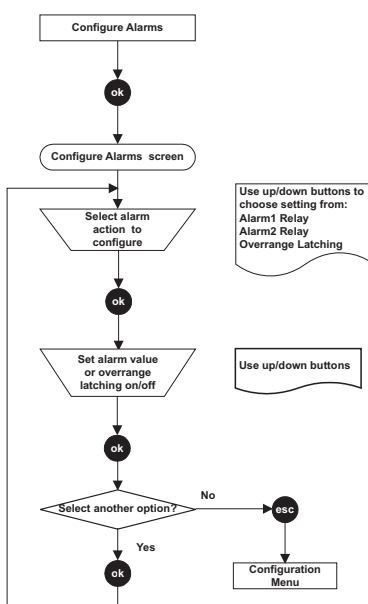 Configure Alarms
ok
Configure Alarms screen
Select alarm
action to
configure
Use up/down buttons to
choose setting from:
Alarm1 Relay
Alarm2 Relay
Overrange Latching
ok
Set alarm value
or overrange
latching on/off
Use up/down buttons
ok
Select another option?
No
esc
Yes
ok
Configuration
Menu